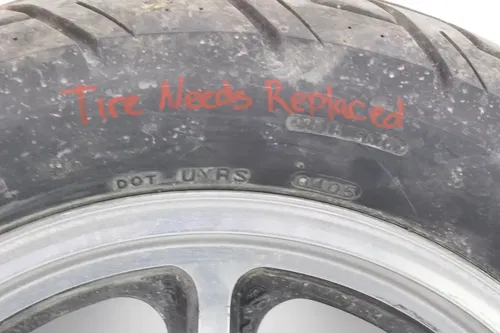 Tire Needs Replaced
DOT UYRS 0405